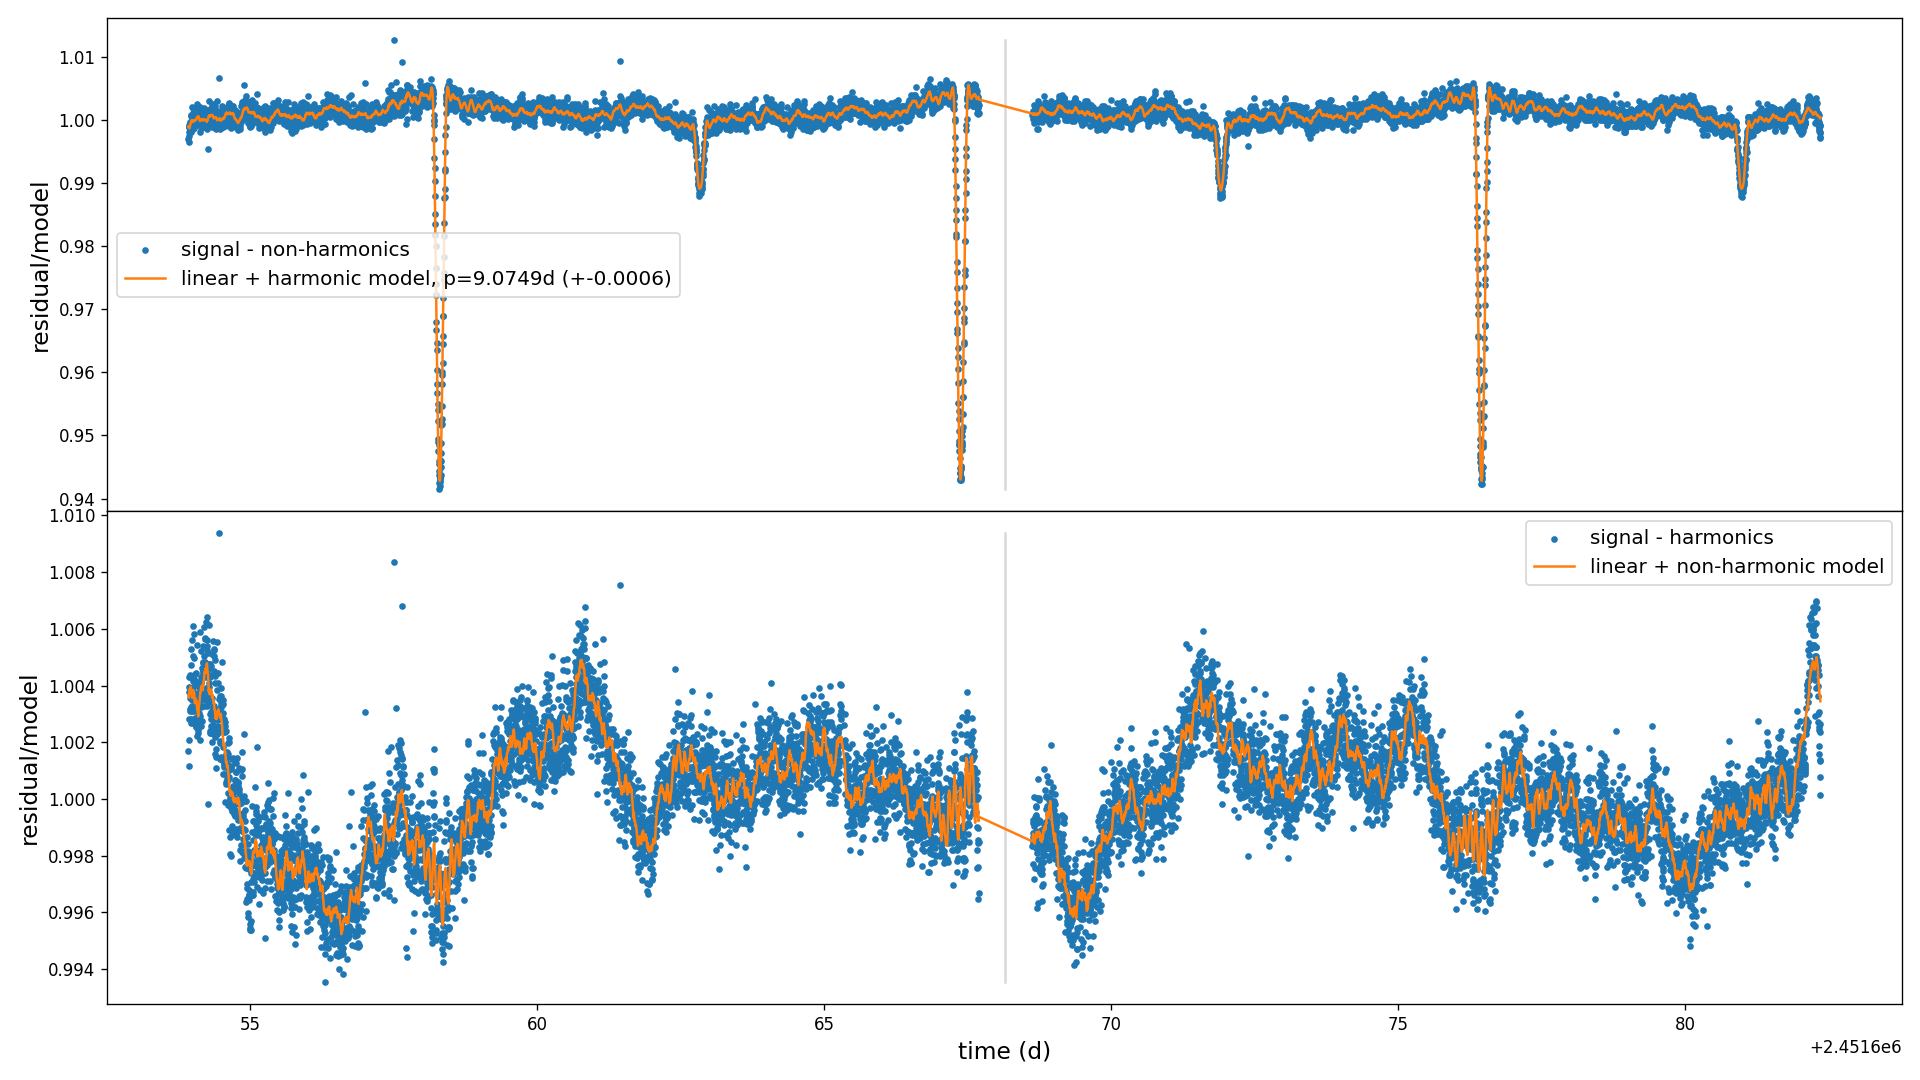 1.01
1.00
0.99
0.98
0.97
0.96
0.95
0.94
residual/model
signal - non-harmonics
linear + harmonic model, p=9.0749d (+-0.0006)
1.010
1.008
1.006
1.004
1.002
1.000
0.998
0.996
0.994
residual/model
signal - harmonics
linear + non-harmonic model
55
60
65
70
75
80
time (d)
+2.4516e6